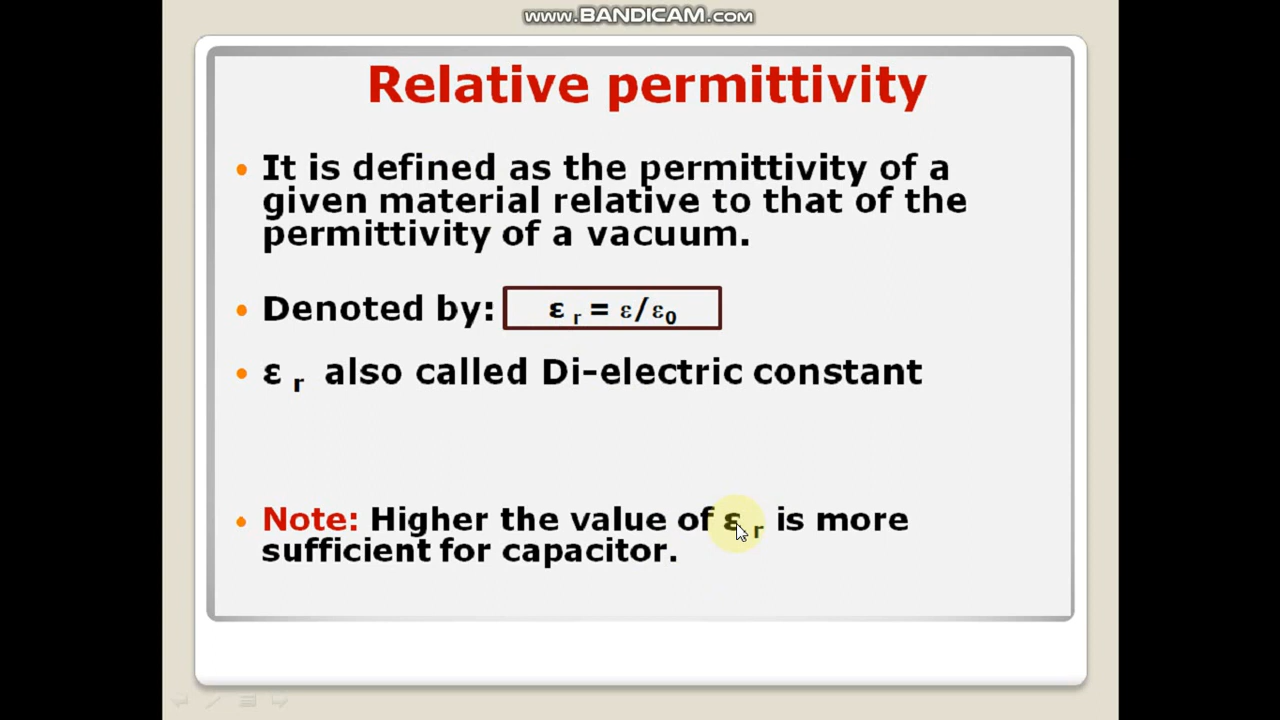 www.BANDICAM.com
Relative permittivity
• It is defined as the permittivity of a
given material relative to that of the
permittivity of a vacuum.
• Denoted by: ε r = ε/ε0
• ε r also called Di-electric constant
• Note: Higher the value of ε r is more
sufficient for capacitor.